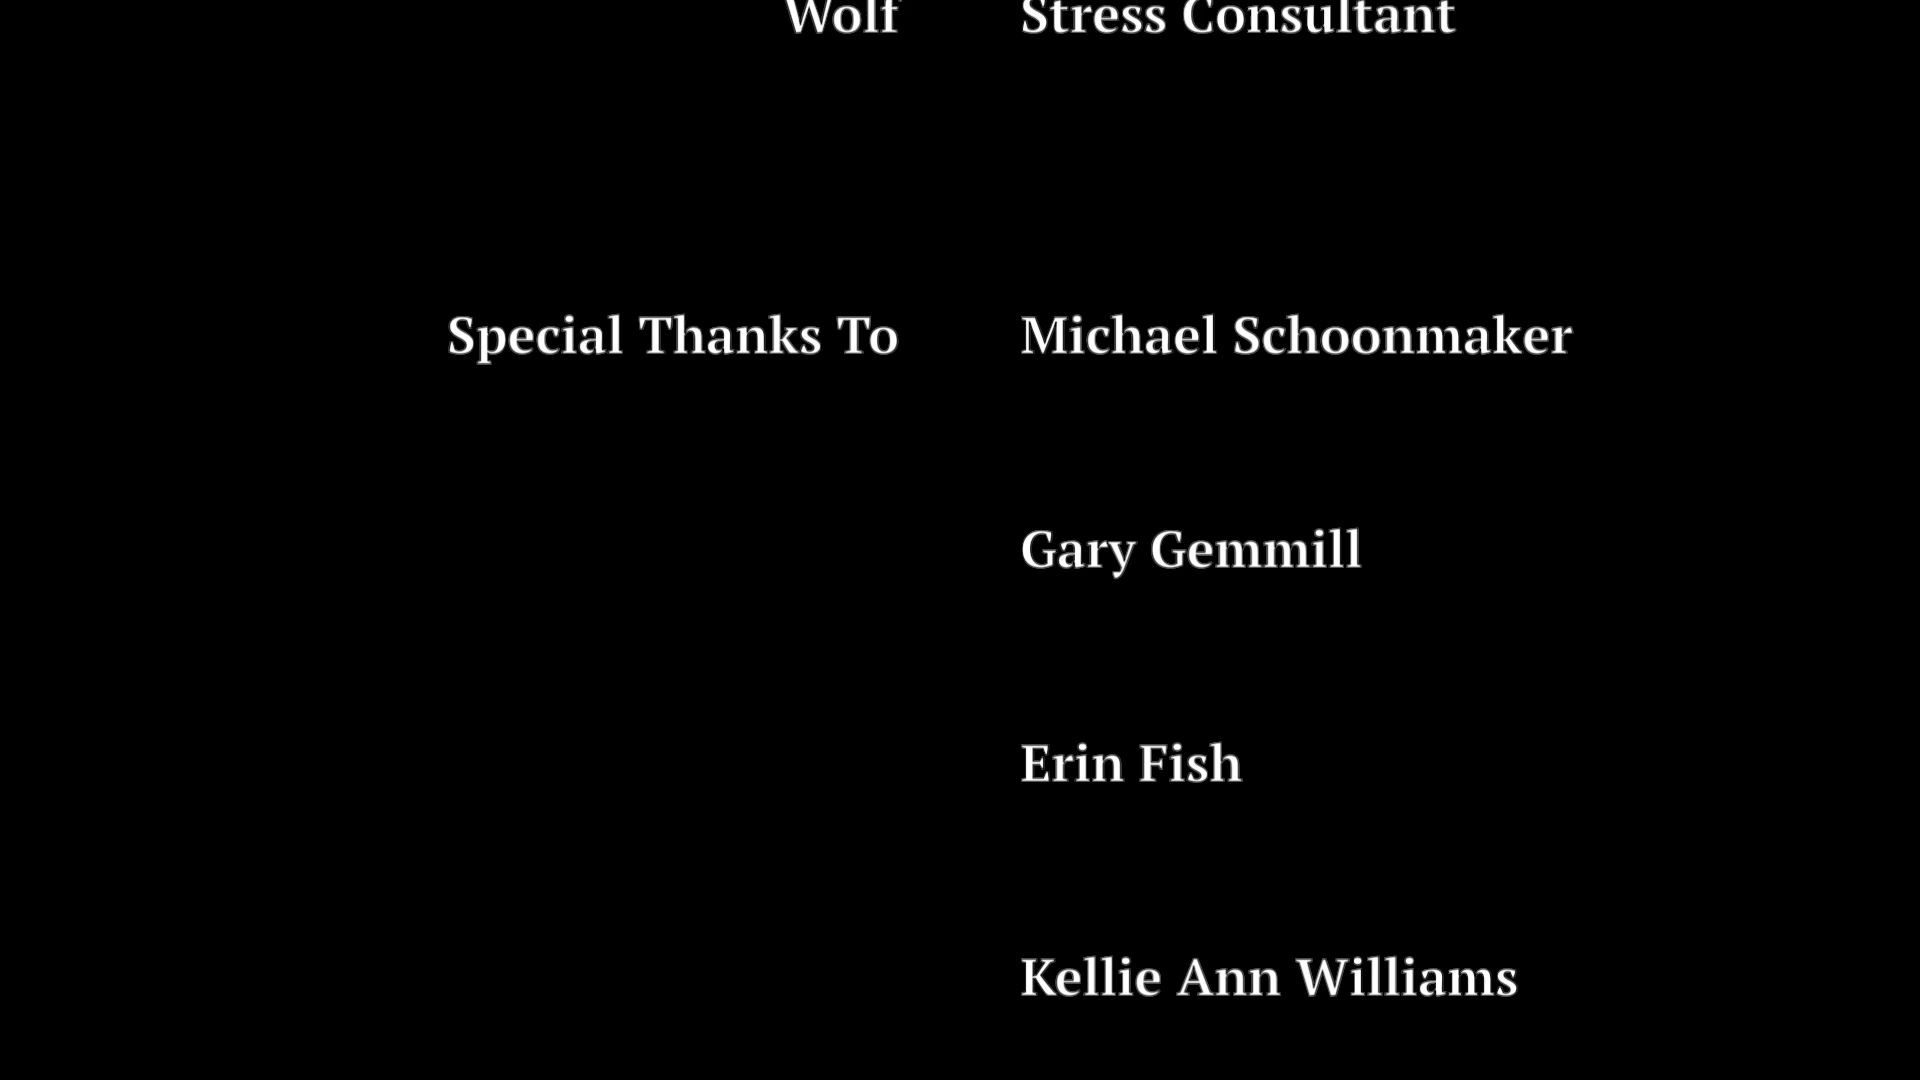 Wolf Stress Consultant
Special Thanks To Michael Schoonmaker
Gary Gemmill
Erin Fish
Kellie Ann Williams